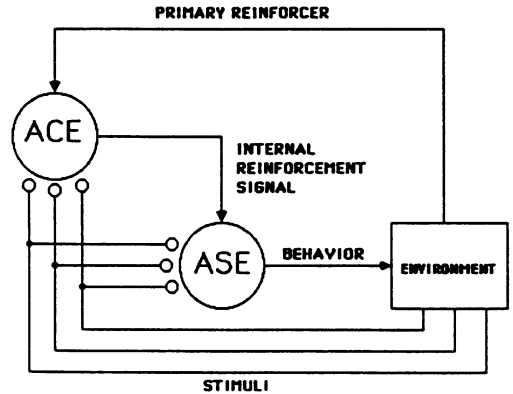 PRIMARY REINFORCER
ACE
INTERNAL
REINFORCEMENT
SIGNAL
ASE
BEHAVIOR
ENVIRONMENT
STIMULI